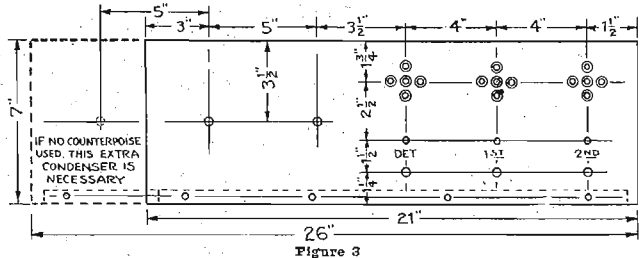 5"
3" 5" 3 1/2" 4" 4" 1 1/2"
7"
3 1/2"
1 3/4"
2 1/2"
1 1/2"
1/4"
IF NO COUNTERPOISE
USED, THIS EXTRA
CONDENSER IS
NECESSARY
DET 1ST 2ND
21"
26"
Figure 3